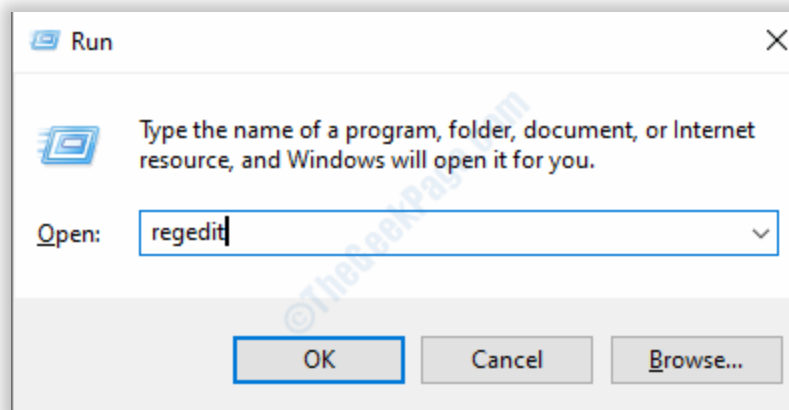 Run
Type the name of a program, folder, document, or Internet
resource, and Windows will open it for you.
Open: regedit
OK Cancel Browse...
©TheGeekPage.com